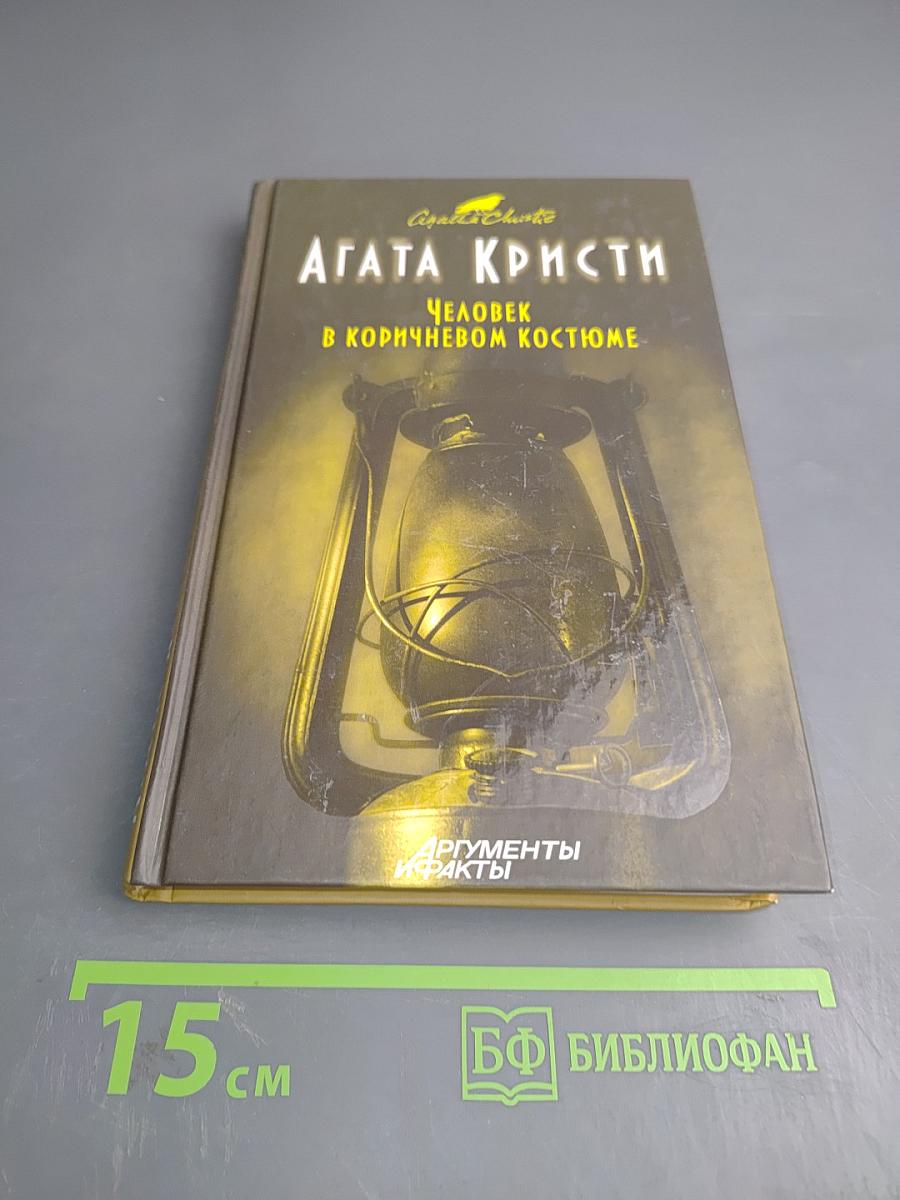 Agatha Christie
АГАТА КРИСТИ
ЧЕЛОВЕК
В КОРИЧНЕВОМ КОСТЮМЕ
АРГУМЕНТЫ
И ФАКТЫ
15 см
БФ БИБЛИОФАН